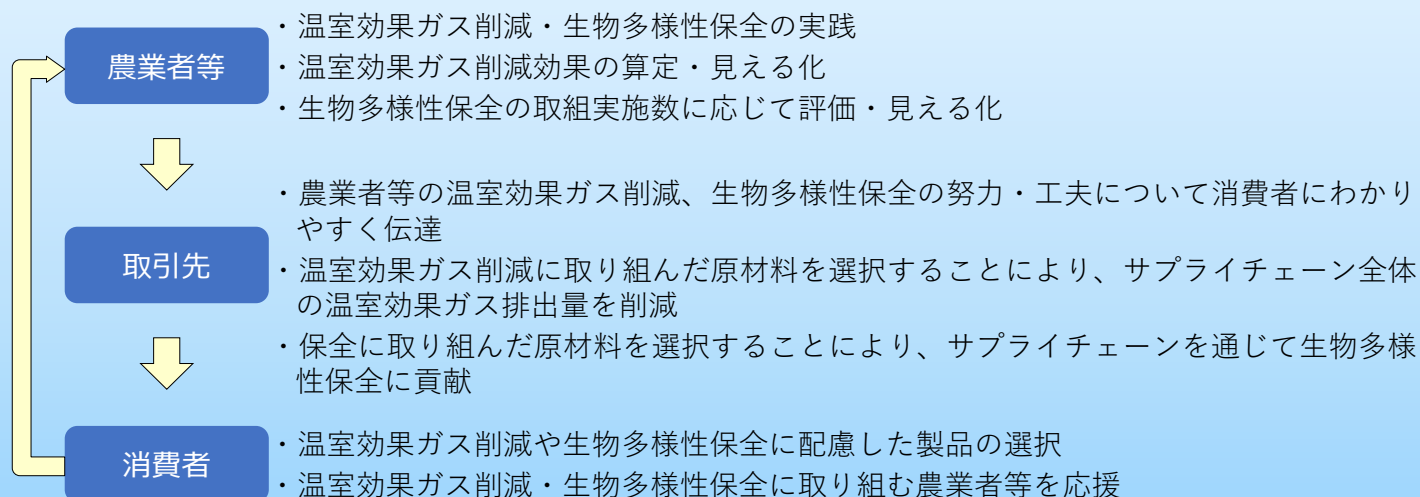 農業者等
・温室効果ガス削減・生物多様性保全の実践
・温室効果ガス削減効果の算定・見える化
・生物多様性保全の取組実施数に応じて評価・見える化
取引先
・農業者等の温室効果ガス削減、生物多様性保全の努力・工夫について消費者にわかり
やすく伝達
・温室効果ガス削減に取り組んだ原材料を選択することにより、サプライチェーン全体
の温室効果ガス排出量を削減
・保全に取り組んだ原材料を選択することにより、サプライチェーンを通じて生物多様
性保全に貢献
消費者
・温室効果ガス削減や生物多様性保全に配慮した製品の選択
・温室効果ガス削減・生物多様性保全に取り組む農業者等を応援